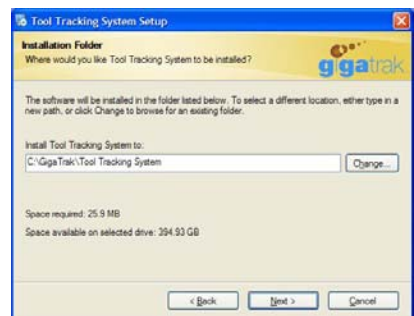 Tool Tracking System Setup
Installation Folder
Where would you like Tool Tracking System to be installed?
gigatrak
The software will be installed in the folder listed below. To select a different location, either type in a
new path, or click Change to browse for an existing folder.
Install Tool Tracking System to:
C:\GigaTrak\Tool Tracking System
Change...
Space required: 25.9 MB
Space available on selected drive: 394.93 GB
< Back
Next >
Cancel